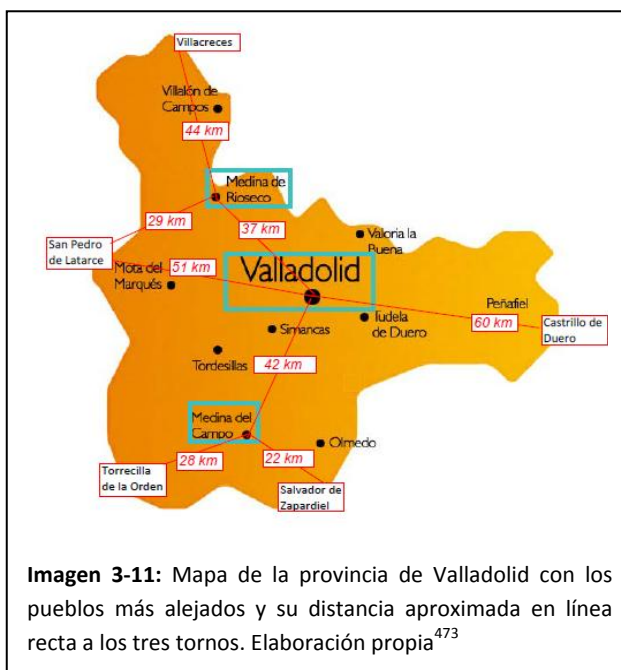 Villacreces
Villalón de
Campos
44 km
Medina de
Rioseco
29 km
37 km
San Pedro
de Latarce
Valoria la
Buena
51 km
Mota del
Marqués
Valladolid
Peñafiel
60 km
Castrillo de
Duero
Tudela
de Duero
Simancas
42 km
Tordesillas
Medina del
Campo
Olmedo
28 km
22 km
Torrecilla
de la Orden
Salvador de
Zapardiel
Imagen 3-11: Mapa de la provincia de Valladolid con los
pueblos más alejados y su distancia aproximada en línea
recta a los tres tornos. Elaboración propia473